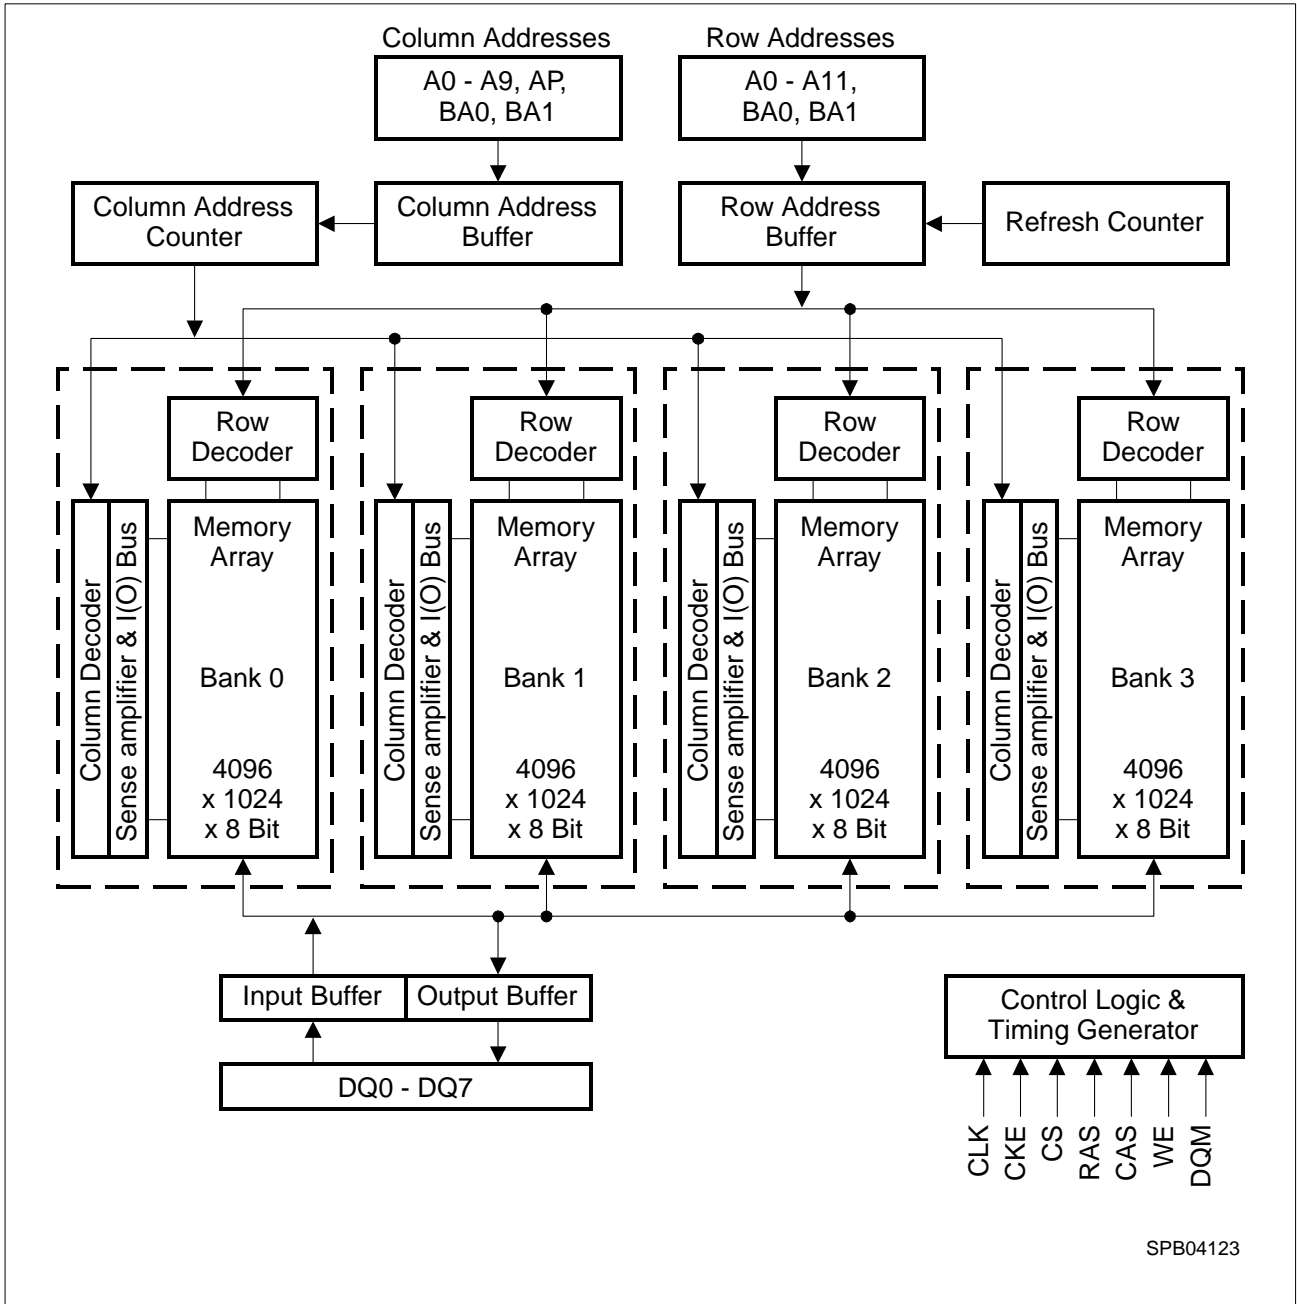 Column Addresses
Row Addresses
A0 - A9, AP,
BA0, BA1
A0 - A11,
BA0, BA1
Column Address
Counter
Column Address
Buffer
Row Address
Buffer
Refresh Counter
Row
Decoder
Row
Decoder
Row
Decoder
Row
Decoder
Column Decoder
Sense amplifier & I(O) Bus
Memory
Array
Bank 0
4096
x 1024
x 8 Bit
Column Decoder
Sense amplifier & I(O) Bus
Memory
Array
Bank 1
4096
x 1024
x 8 Bit
Column Decoder
Sense amplifier & I(O) Bus
Memory
Array
Bank 2
4096
x 1024
x 8 Bit
Column Decoder
Sense amplifier & I(O) Bus
Memory
Array
Bank 3
4096
x 1024
x 8 Bit
Input Buffer
Output Buffer
DQ0 - DQ7
Control Logic &
Timing Generator
CLK
CKE
CS
RAS
CAS
WE
DQM
SPB04123